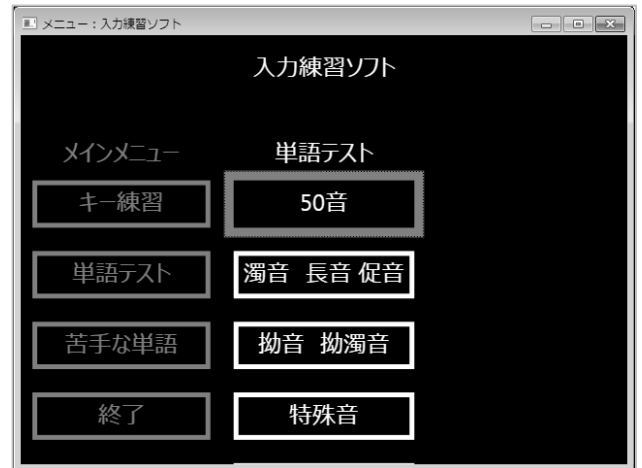 メニュー：入力練習ソフト
入力練習ソフト
メインメニュー
キー練習
単語テスト
苦手な単語
終了
単語テスト
50音
濁音 長音 促音
拗音 拗濁音
特殊音